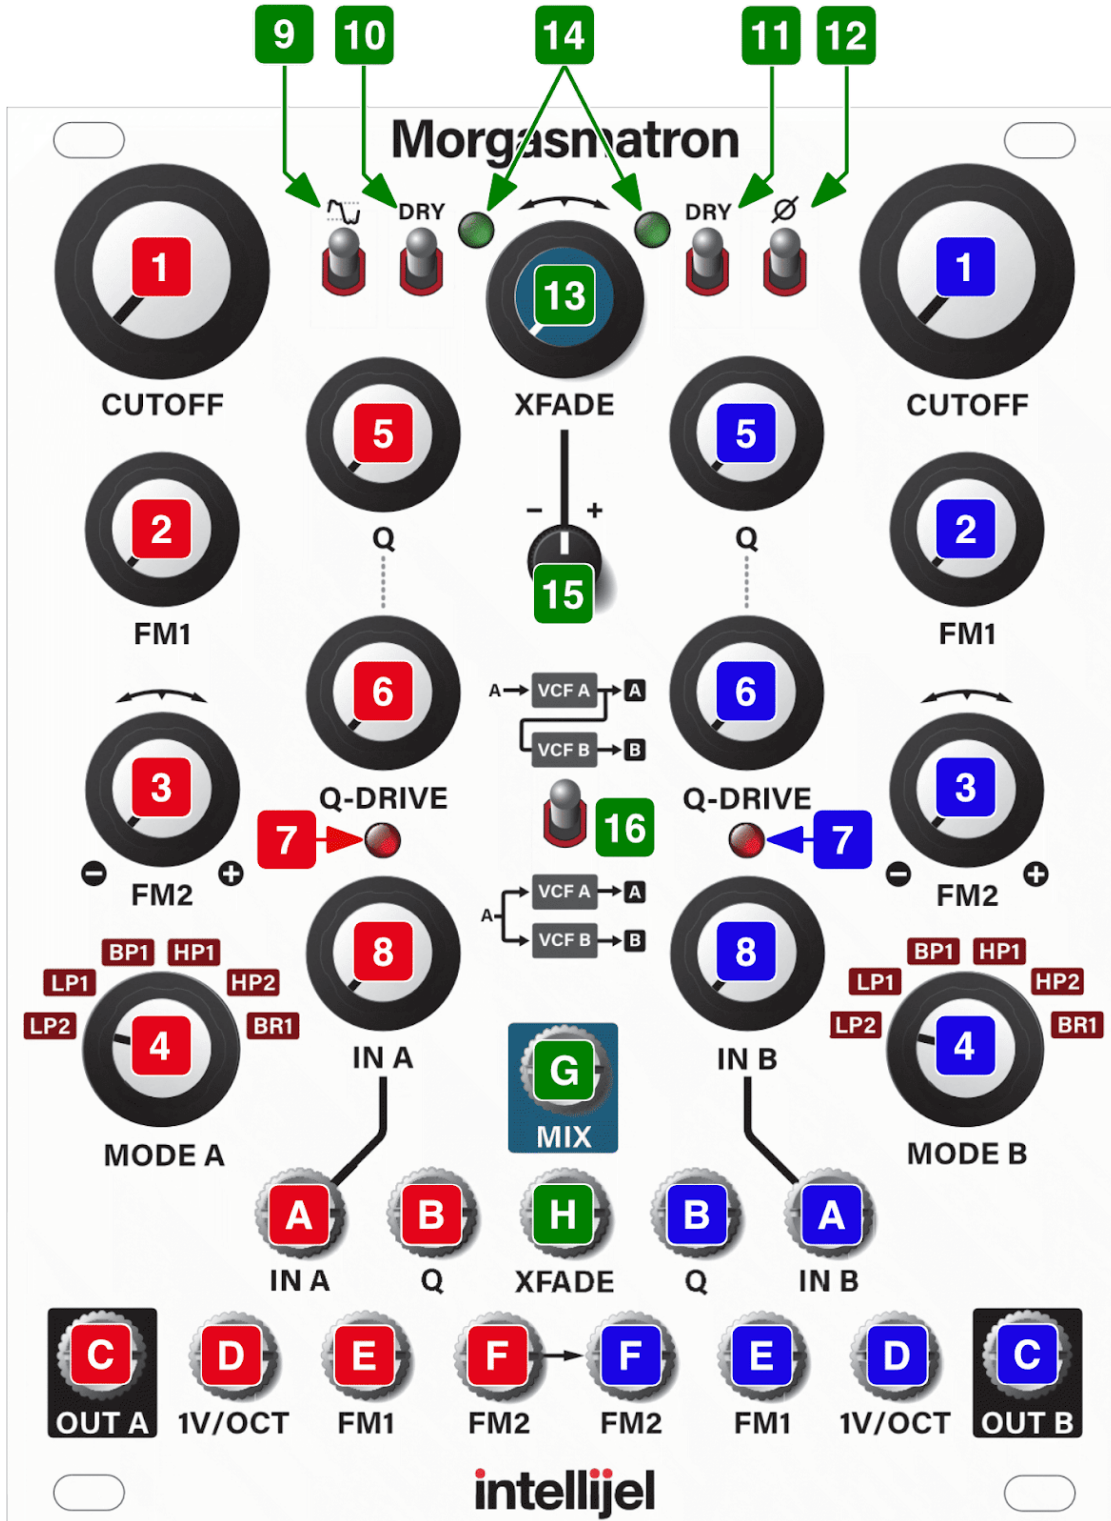 9 10 14 11 12
Morgasmatron
DRY DRY Ø
1 13 1
CUTOFF XFADE CUTOFF
5 5
2 Q − + Q 2
15
FM1 FM1
6 A VCF A A 6
VCF B B
3 Q-DRIVE Q-DRIVE 3
7 16 7
− + − +
FM2 FM2
8 A VCF A A 8
VCF B B
BP1 HP1 BP1 HP1
LP1 HP2 LP1 HP2
LP2 BR1 LP2 BR1
4 IN A G IN B 4
MIX
MODE A MODE B
A B H B A
IN A Q XFADE Q IN B
C D E F F E D C
OUT A 1V/OCT FM1 FM2 FM2 FM1 1V/OCT OUT B
intellijel